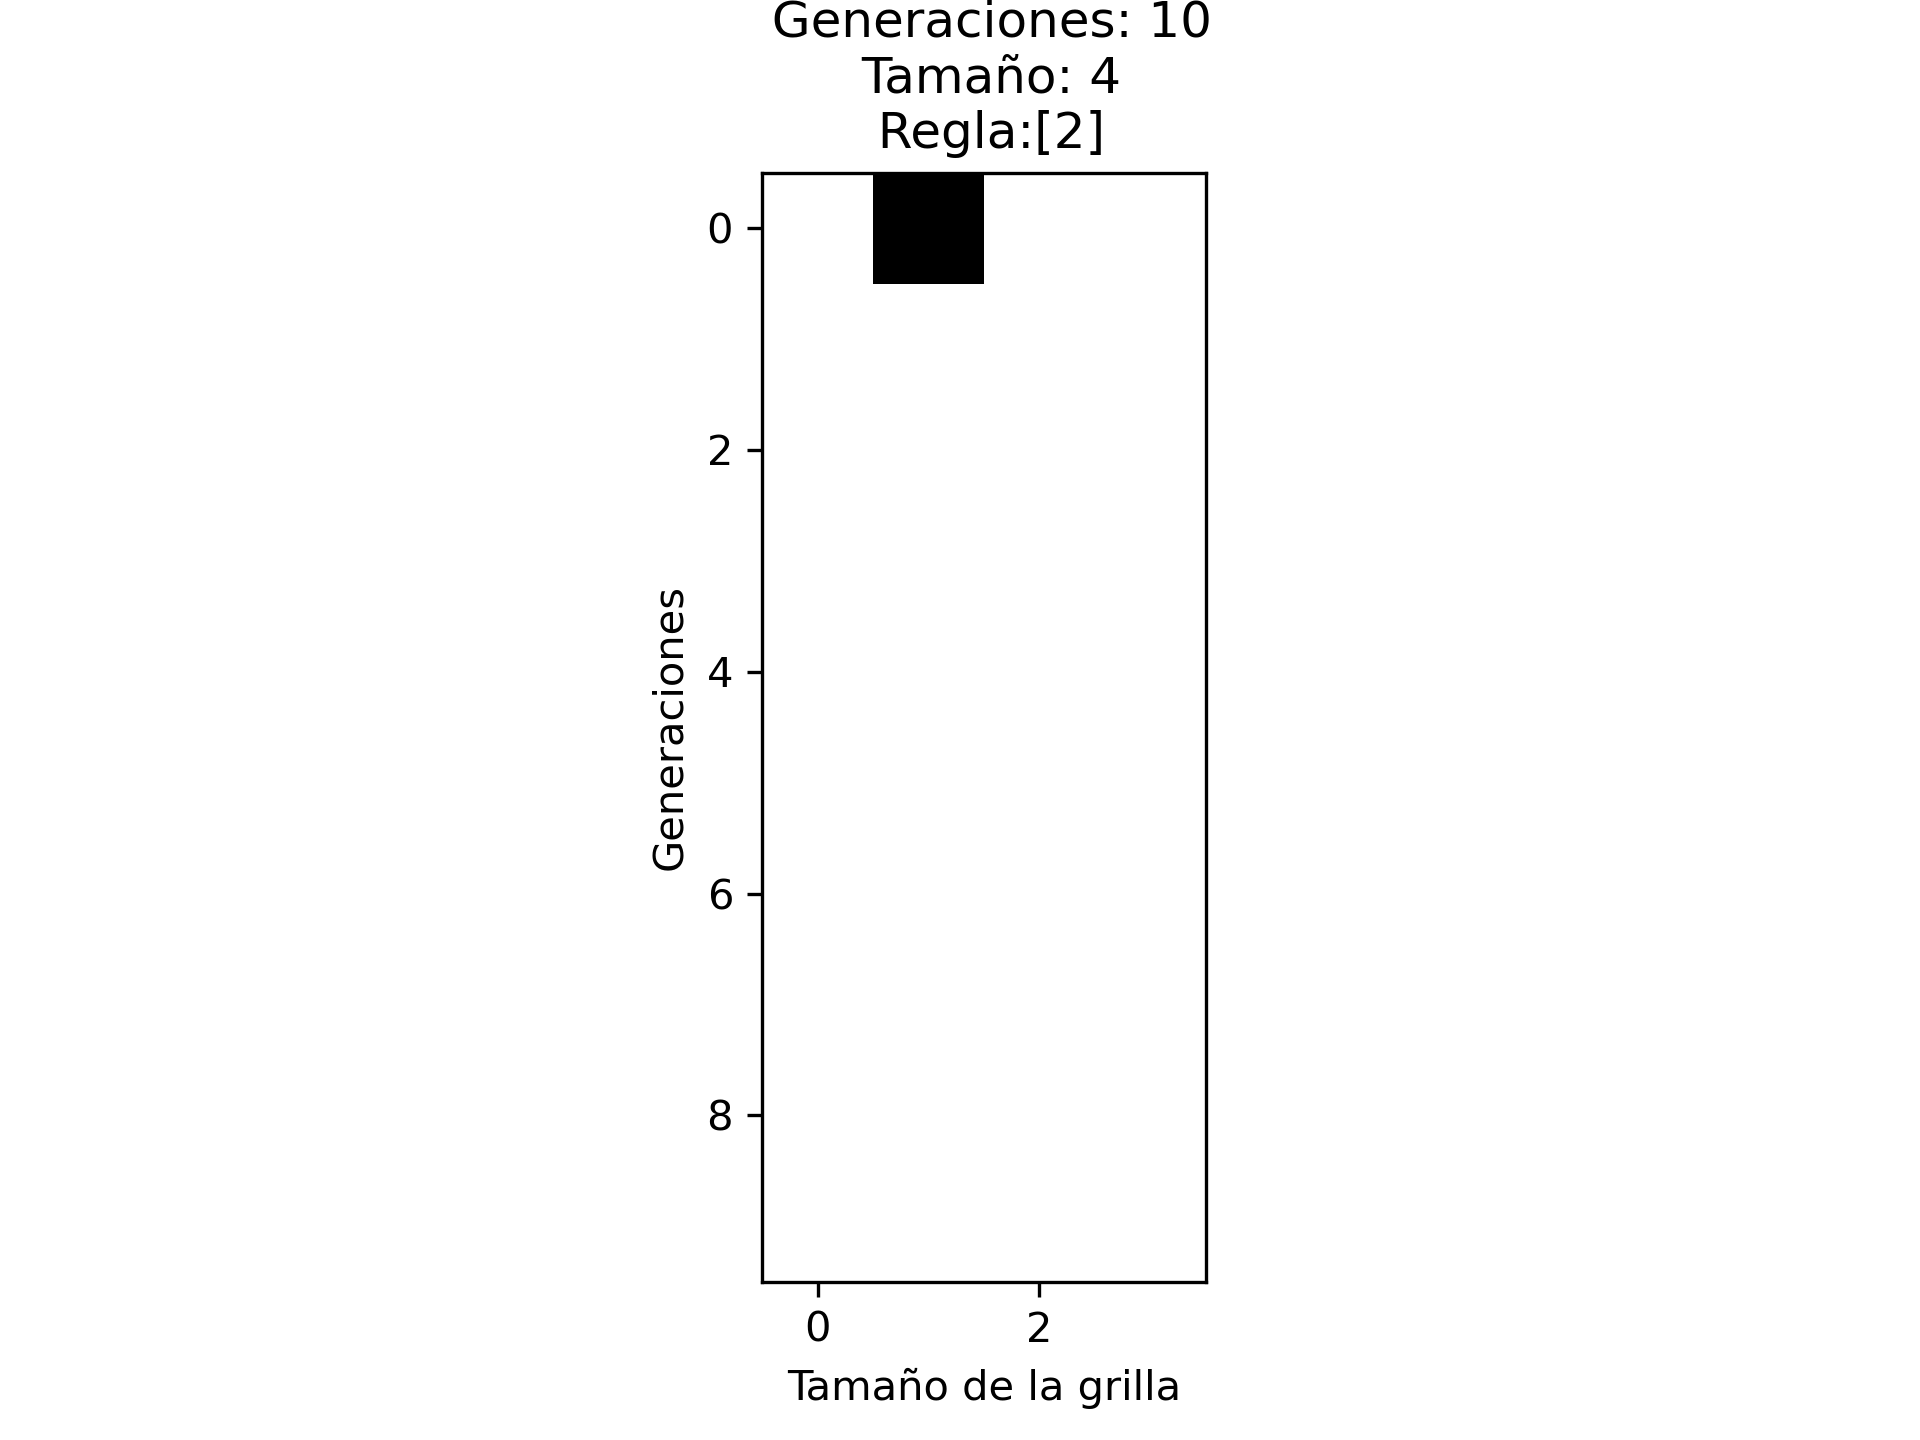 Generaciones: 10
Tamaño: 4
Regla:[2]
0
2
4
6
8
Generaciones
0
2
Tamaño de la grilla